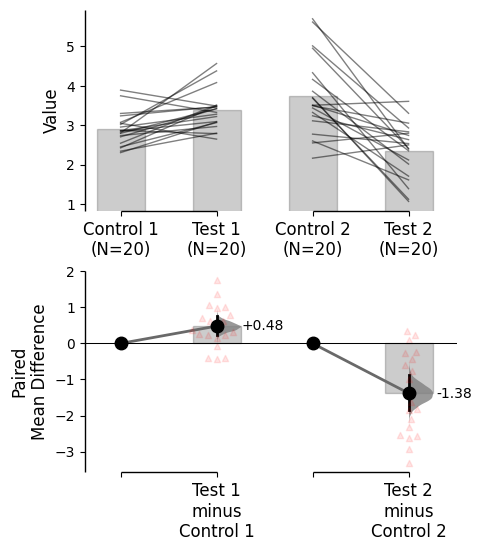 Value
5
4
3
2
1
Control 1 Test 1 Control 2 Test 2
(N=20) (N=20) (N=20) (N=20)
Paired
Mean Difference
2
1
0
−1
−2
−3
+0.48
-1.38
Test 1
minus
Control 1
Test 2
minus
Control 2